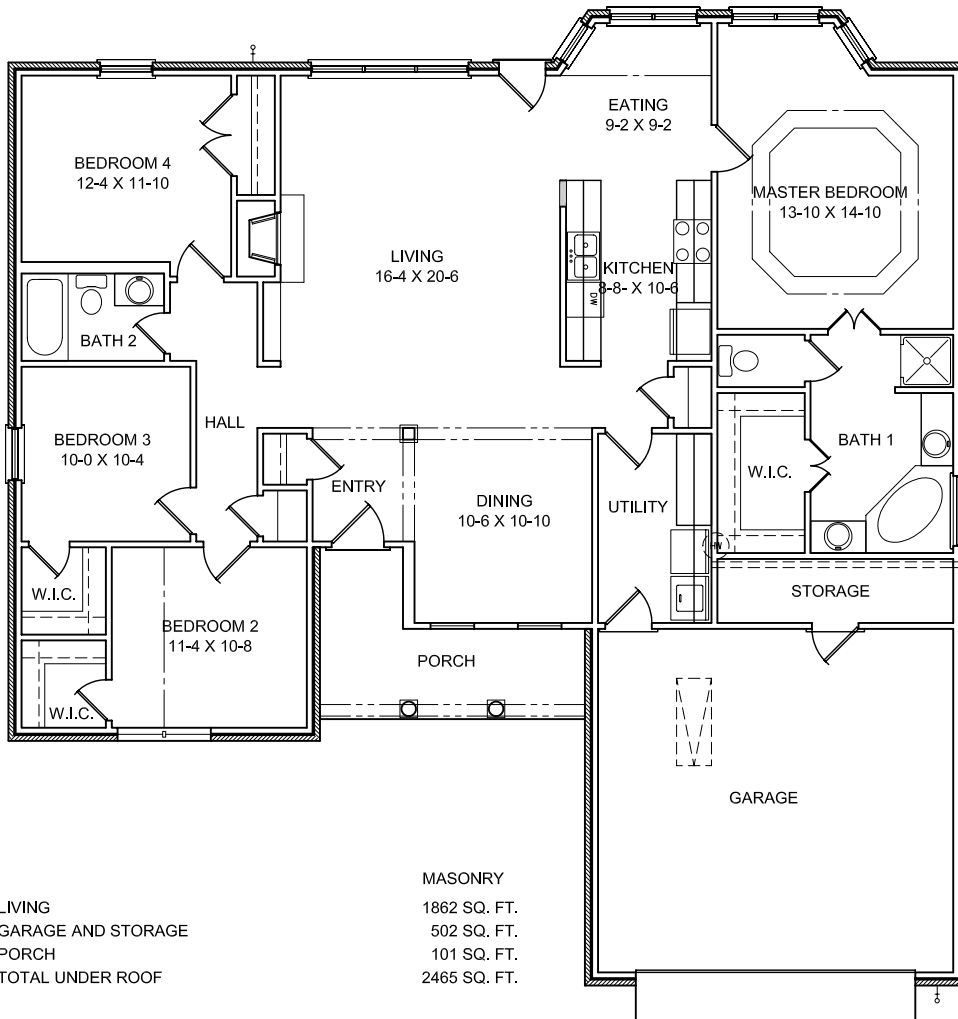 EATING
9-2 X 9-2
BEDROOM 4
12-4 X 11-10
MASTER BEDROOM
13-10 X 14-10
LIVING
16-4 X 20-6
KITCHEN
8-8- X 10-6
DW
BATH 2
HALL
BEDROOM 3
10-0 X 10-4
BATH 1
W.I.C.
ENTRY
DINING
10-6 X 10-10
UTILITY
HW
STORAGE
W.I.C.
BEDROOM 2
11-4 X 10-8
PORCH
W.I.C.
GARAGE
MASONRY
LIVING 1862 SQ. FT.
GARAGE AND STORAGE 502 SQ. FT.
PORCH 101 SQ. FT.
TOTAL UNDER ROOF 2465 SQ. FT.